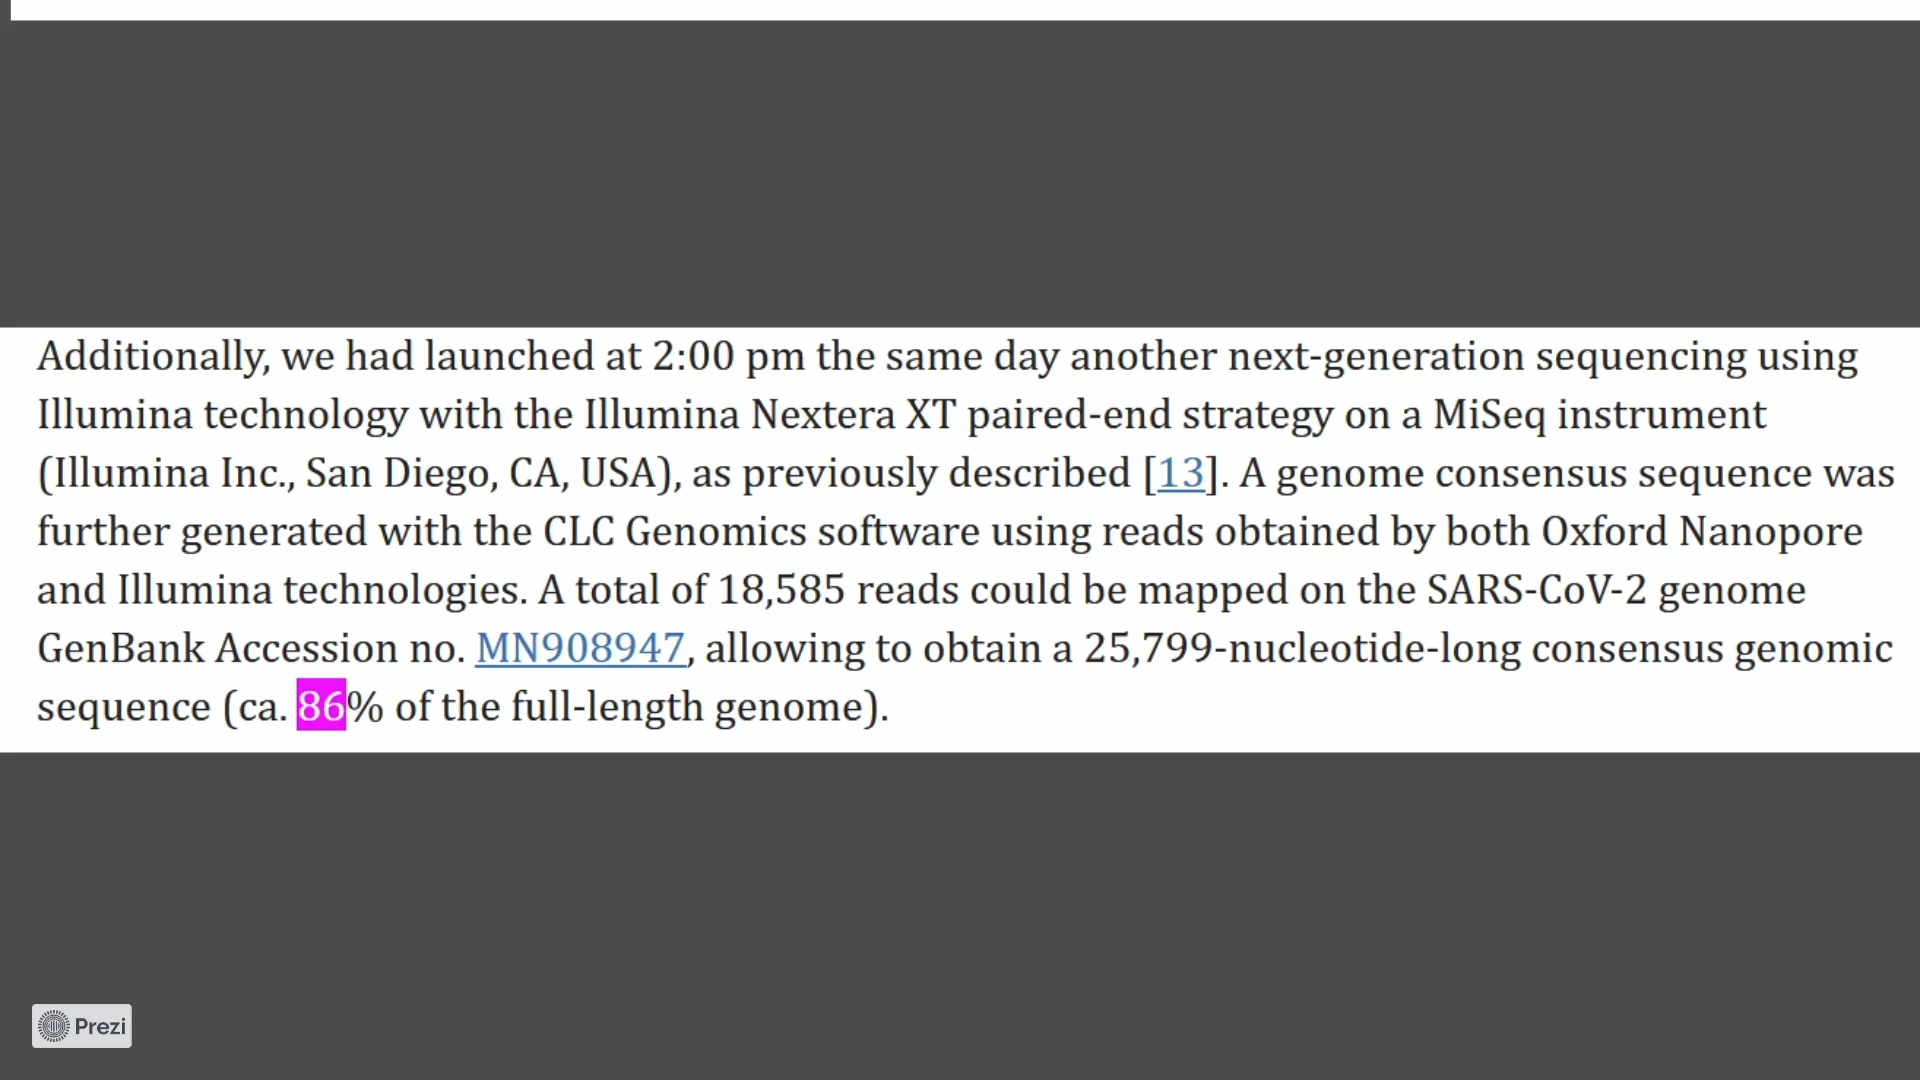 Additionally, we had launched at 2:00 pm the same day another next-generation sequencing using
Illumina technology with the Illumina Nextera XT paired-end strategy on a MiSeq instrument
(Illumina Inc., San Diego, CA, USA), as previously described [13]. A genome consensus sequence was
further generated with the CLC Genomics software using reads obtained by both Oxford Nanopore
and Illumina technologies. A total of 18,585 reads could be mapped on the SARS-CoV-2 genome
GenBank Accession no. MN908947, allowing to obtain a 25,799-nucleotide-long consensus genomic
sequence (ca. 86% of the full-length genome).
Prezi